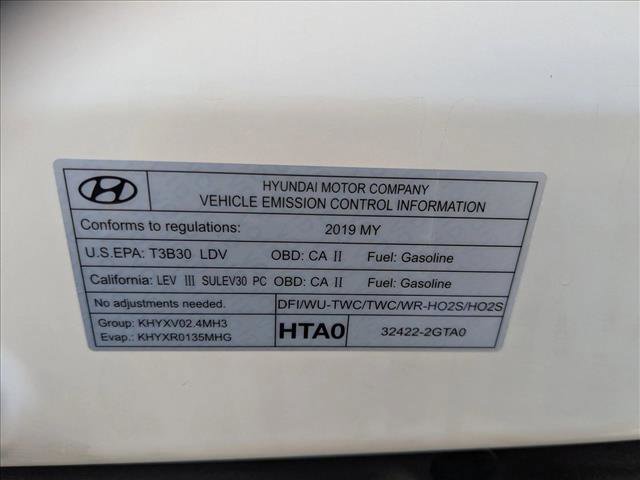 HYUNDAI MOTOR COMPANY
VEHICLE EMISSION CONTROL INFORMATION
Conforms to regulations: 2019 MY
U.S.EPA: T3B30 LDV OBD: CA II Fuel: Gasoline
California: LEV III SULEV30 PC OBD: CA II Fuel: Gasoline
No adjustments needed. DFI/WU-TWC/TWC/WR-HO2S/HO2S
Group: KHYXV02.4MH3
Evap.: KHYXR0135MHG
HTA0 32422-2GTA0